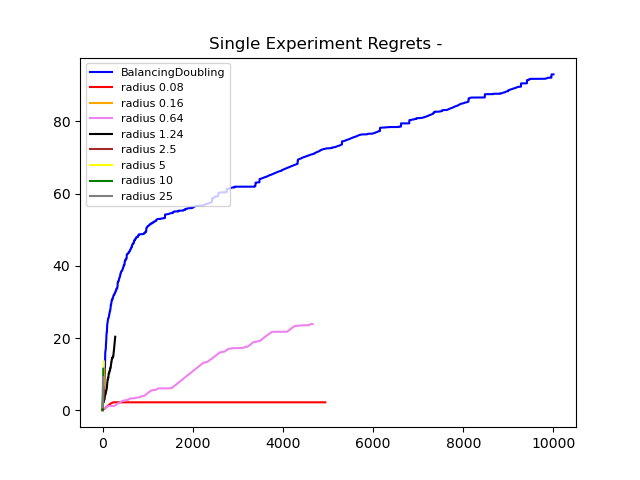 Single Experiment Regrets -
BalancingDoubling
radius 0.08
radius 0.16
radius 0.64
radius 1.24
radius 2.5
radius 5
radius 10
radius 25
80
60
40
20
0
0 2000 4000 6000 8000 10000